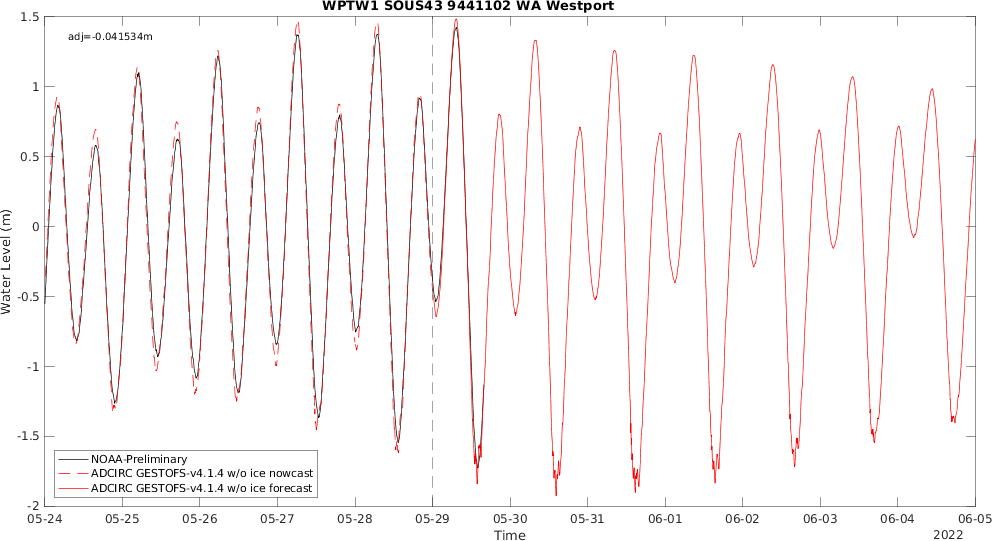 WPTW1 SOUS43 9441102 WA Westport
adj=-0.041534m
1.5
1
0.5
0
-0.5
-1
-1.5
-2
Water Level (m)
NOAA-Preliminary
ADCIRC GESTOFS-v4.1.4 w/o ice nowcast
ADCIRC GESTOFS-v4.1.4 w/o ice forecast
05-24 05-25 05-26 05-27 05-28 05-29 05-30 05-31 06-01 06-02 06-03 06-04 06-05
Time
2022